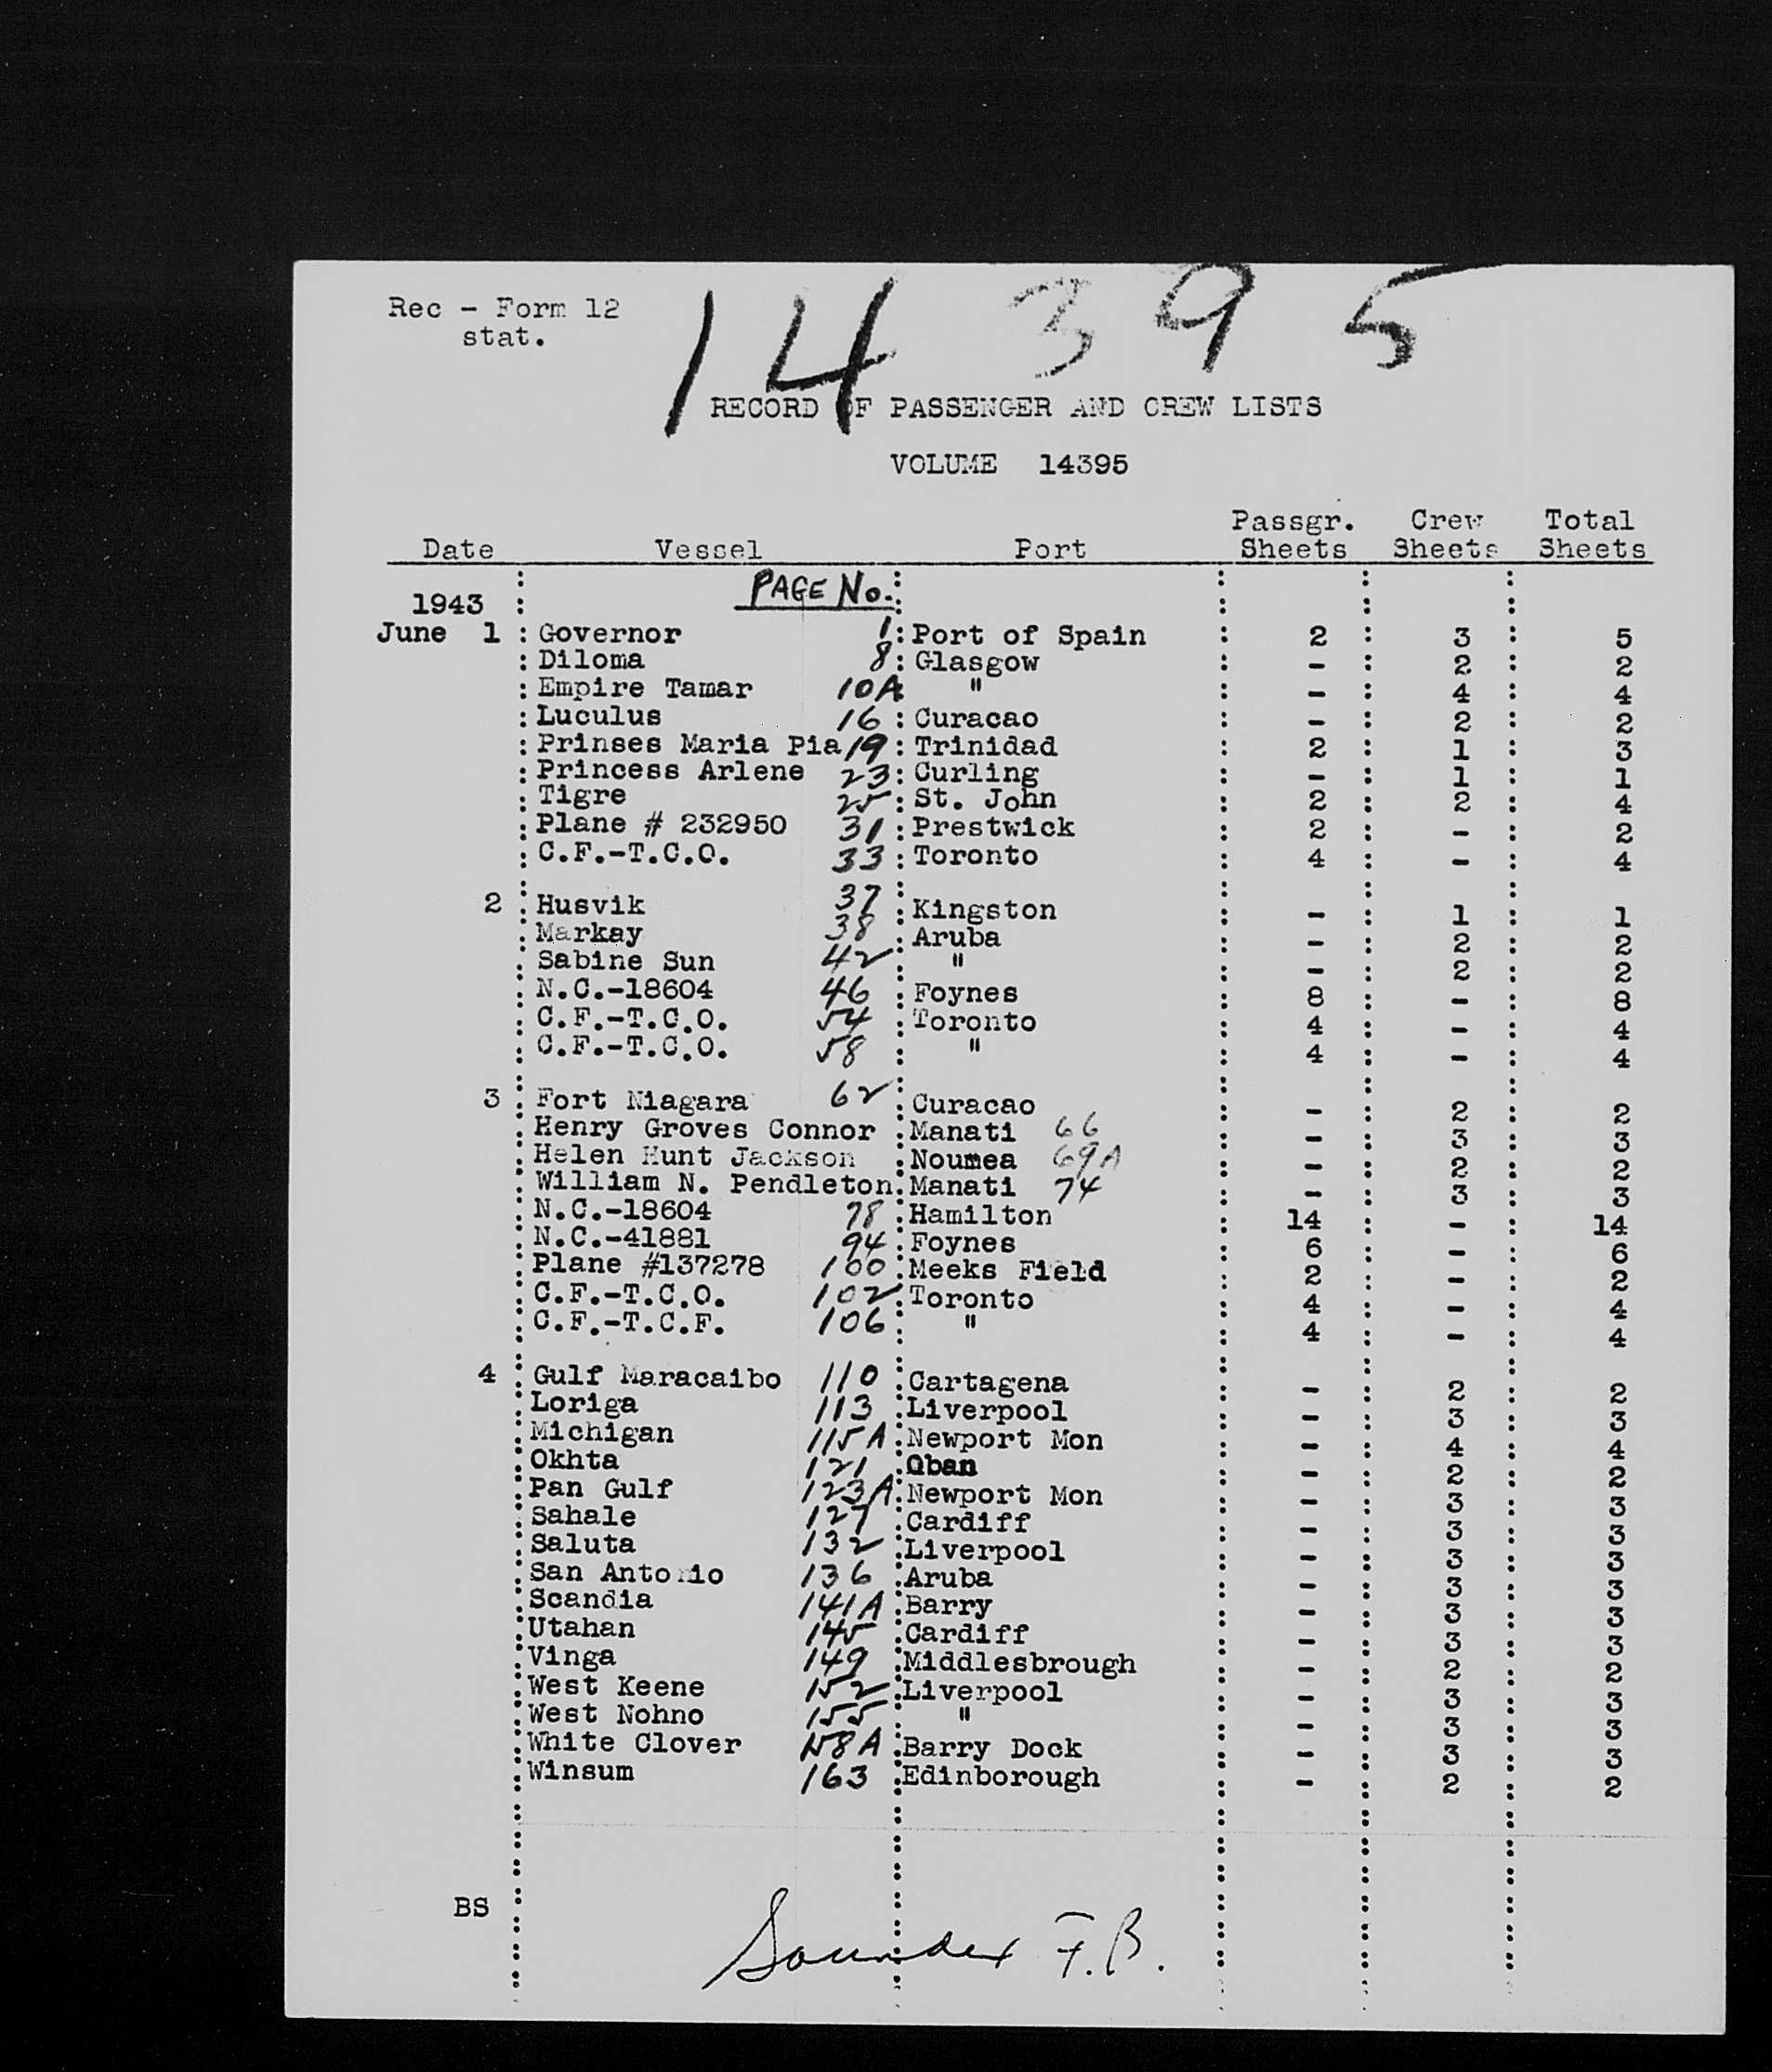 14 395
Rec - Form 12
stat.
RECORD OF PASSENGER AND CREW LISTS
VOLUME 14395
Passgr. Crew Total
Date Vessel Port Sheets Sheets Sheets
PAGE No.
1943
June 1 : Governor 1 : Port of Spain : 2 : 3 : 5
: Diloma 8 : Glasgow : - : 2 : 2
: Empire Tamar 10A : " : - : 4 : 4
: Luculus 16 : Curacao : - : 2 : 2
: Prinses Maria Pia 19 : Trinidad : 2 : 1 : 3
: Princess Arlene 23 : Curling : - : 1 : 1
: Tigre 25 : St. John : 2 : 2 : 4
: Plane # 232950 31 : Prestwick : 2 : - : 2
: C.F.-T.C.O. 33 : Toronto : 4 : - : 4
2 : Husvik 37 : Kingston : - : 1 : 1
: Markay 38 : Aruba : - : 2 : 2
: Sabine Sun 42 : " : - : 2 : 2
: N.C.-18604 46 : Foynes : 8 : - : 8
: C.F.-T.C.O. 54 : Toronto : 4 : - : 4
: C.F.-T.C.O. 58 : " : 4 : - : 4
3 : Fort Niagara 62 : Curacao : - : 2 : 2
: Henry Groves Connor : Manati 66 : - : 3 : 3
: Helen Hunt Jackson : Noumea 69A : - : 2 : 2
: William N. Pendleton : Manati 74 : - : 3 : 3
: N.C.-18604 78 : Hamilton : 14 : - : 14
: N.C.-41881 94 : Foynes : 6 : - : 6
: Plane #137278 100 : Meeks Field : 2 : - : 2
: C.F.-T.C.O. 102 : Toronto : 4 : - : 4
: C.F.-T.C.F. 106 : " : 4 : - : 4
4 : Gulf Maracaibo 110 : Cartagena : - : 2 : 2
: Loriga 113 : Liverpool : - : 3 : 3
: Michigan 115A : Newport Mon : - : 4 : 4
: Okhta 121 : Oban : - : 2 : 2
: Pan Gulf 123A : Newport Mon : - : 3 : 3
: Sahale 127 : Cardiff : - : 3 : 3
: Saluta 132 : Liverpool : - : 3 : 3
: San Antonio 136 : Aruba : - : 3 : 3
: Scandia 141A : Barry : - : 3 : 3
: Utahan 145 : Cardiff : - : 3 : 3
: Vinga 149 : Middlesbrough : - : 2 : 2
: West Keene 152 : Liverpool : - : 3 : 3
: West Nohno 155 : " : - : 3 : 3
: White Clover 158A : Barry Dock : - : 3 : 3
: Winsum 163 : Edinborough : - : 2 : 2
BS
Soundex F.B.